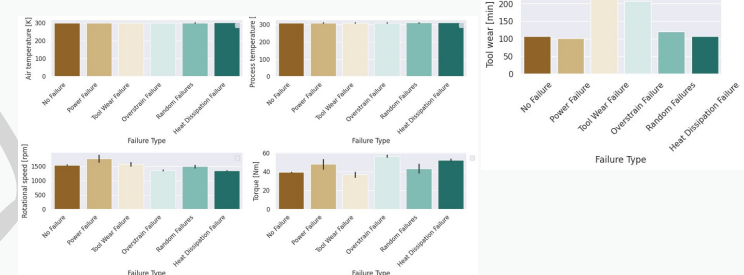 Air temperature [K]
300
200
100
0
No Failure
Power Failure
Tool Wear Failure
Overstrain Failure
Random Failures
Heat Dissipation Failure
Failure Type
Process temperature [
300
200
100
0
No Failure
Power Failure
Tool Wear Failure
Overstrain Failure
Random Failures
Heat Dissipation Failure
Failure Type
Tool wear [min]
200
150
100
50
0
No Failure
Power Failure
Tool Wear Failure
Overstrain Failure
Random Failures
Heat Dissipation Failure
Failure Type
Rotational speed [rpm]
1500
1000
500
0
No Failure
Power Failure
Tool Wear Failure
Overstrain Failure
Random Failures
Heat Dissipation Failure
Failure Type
Torque [Nm]
60
40
20
0
No Failure
Power Failure
Tool Wear Failure
Overstrain Failure
Random Failures
Heat Dissipation Failure
Failure Type